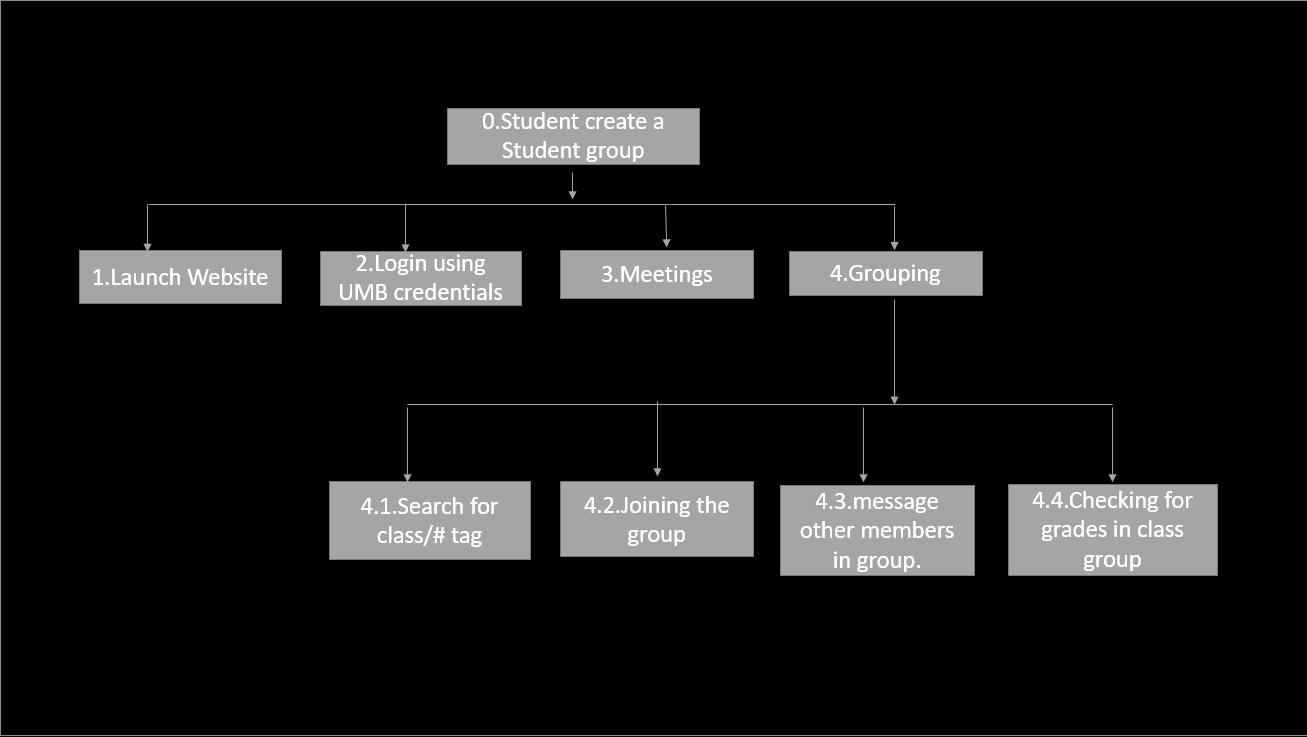 0.Student create a
Student group
1.Launch Website
2.Login using
UMB credentials
3.Meetings
4.Grouping
4.1.Search for
class/# tag
4.2.Joining the
group
4.3.message
other members
in group.
4.4.Checking for
grades in class
group